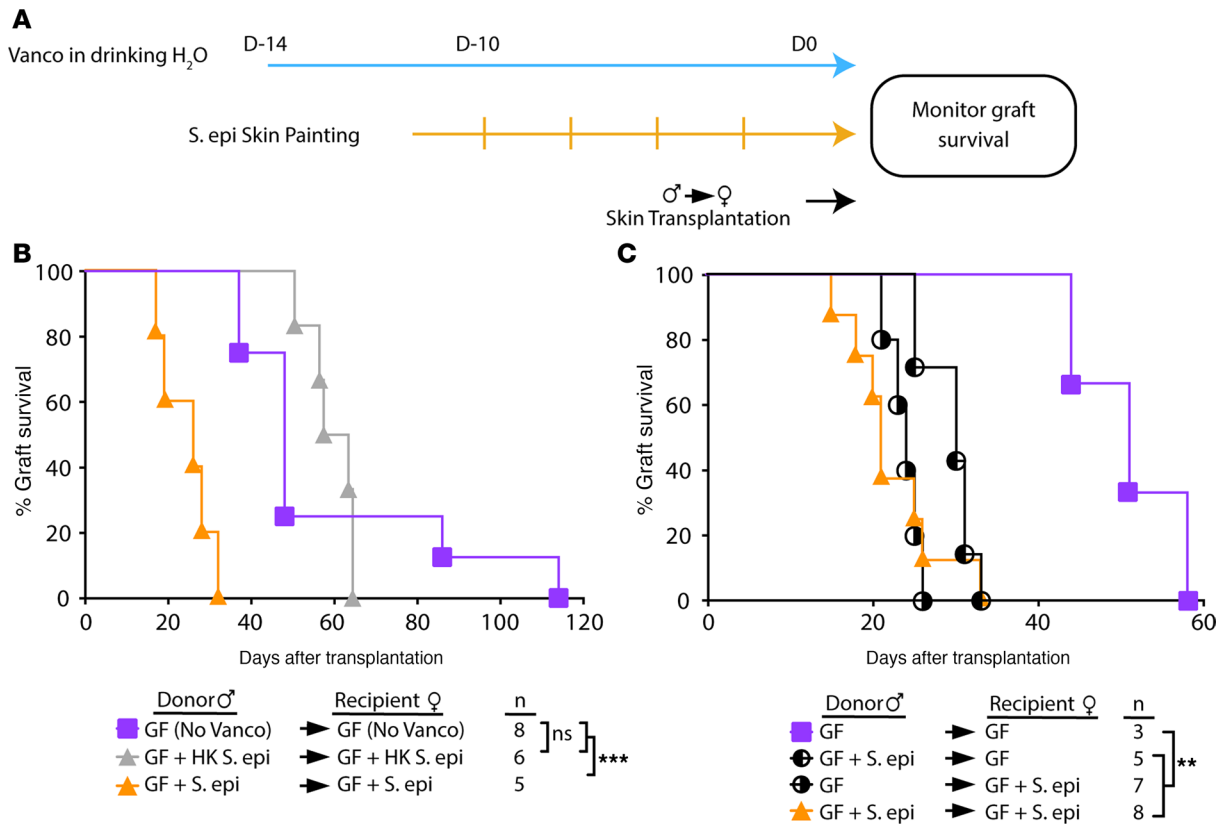 A
Vanco in drinking H2O
D-14 D-10 D0
S. epi Skin Painting
♂ ♀
Skin Transplantation
Monitor graft
survival
B
% Graft survival
100
80
60
40
20
0
0 20 40 60 80 100 120
Days after transplantation
Donor♂ Recipient ♀ n
GF (No Vanco) GF (No Vanco) 8
GF + HK S. epi GF + HK S. epi 6
GF + S. epi GF + S. epi 5
ns
***
C
% Graft survival
100
80
60
40
20
0
0 20 40 60
Days after transplantation
Donor♂ Recipient ♀ n
GF GF 3
GF + S. epi GF 5
GF GF + S. epi 7
GF + S. epi GF + S. epi 8
**